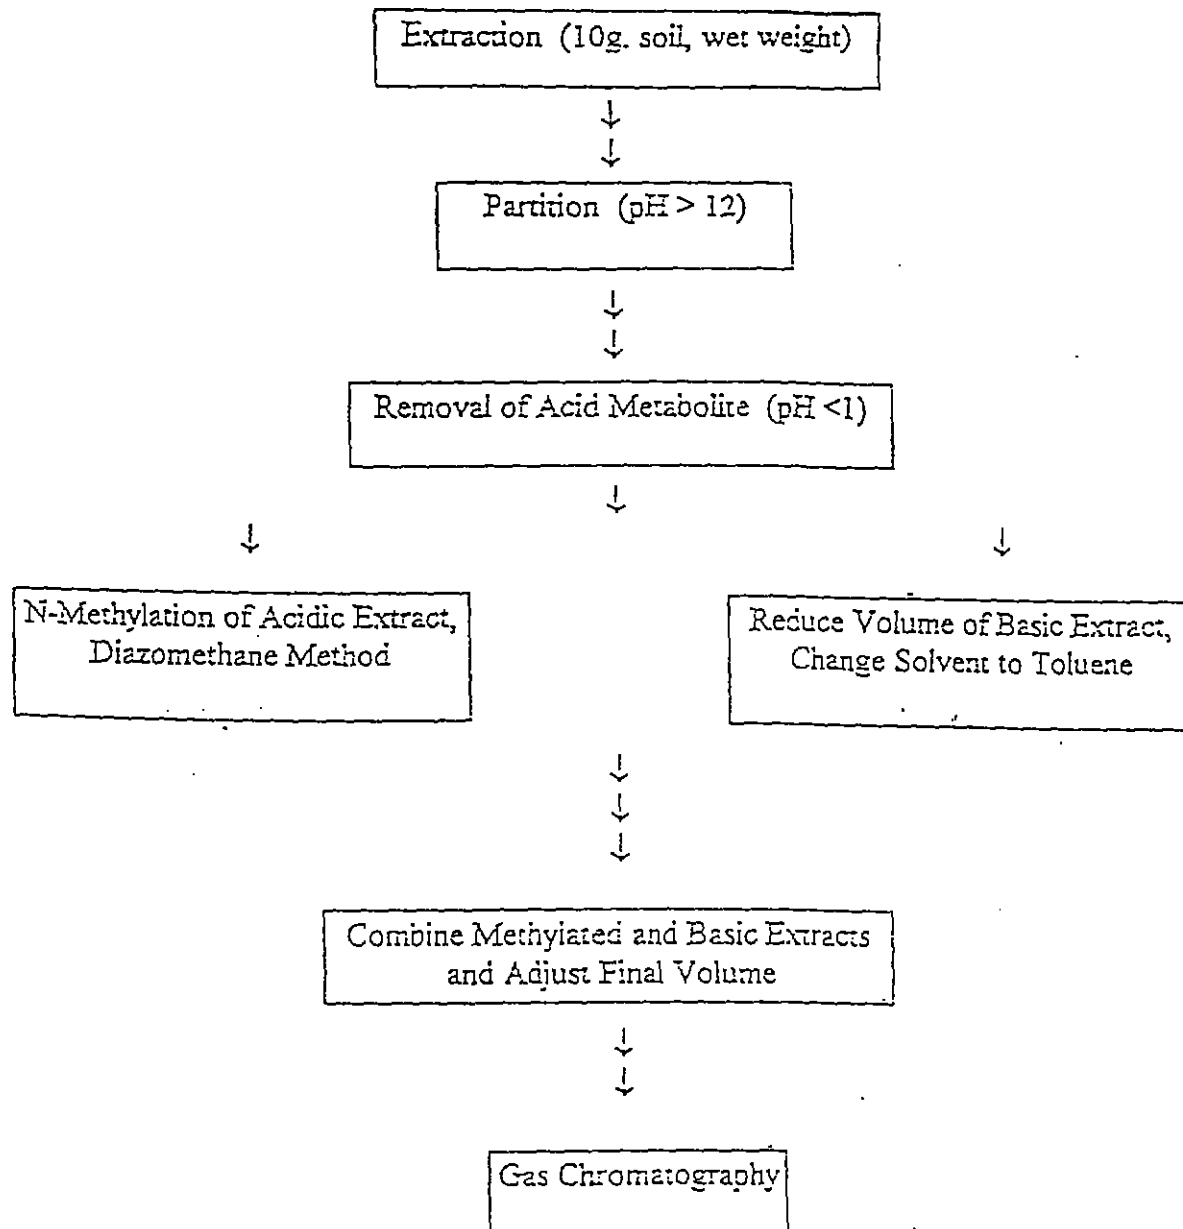 Extraction (10g. soil, wet weight)
Partition (pH > 12)
Removal of Acid Metabolite (pH <1)
N-Methylation of Acidic Extract,
Diazomethane Method
Reduce Volume of Basic Extract,
Change Solvent to Toluene
Combine Methylated and Basic Extracts
and Adjust Final Volume
Gas Chromatography